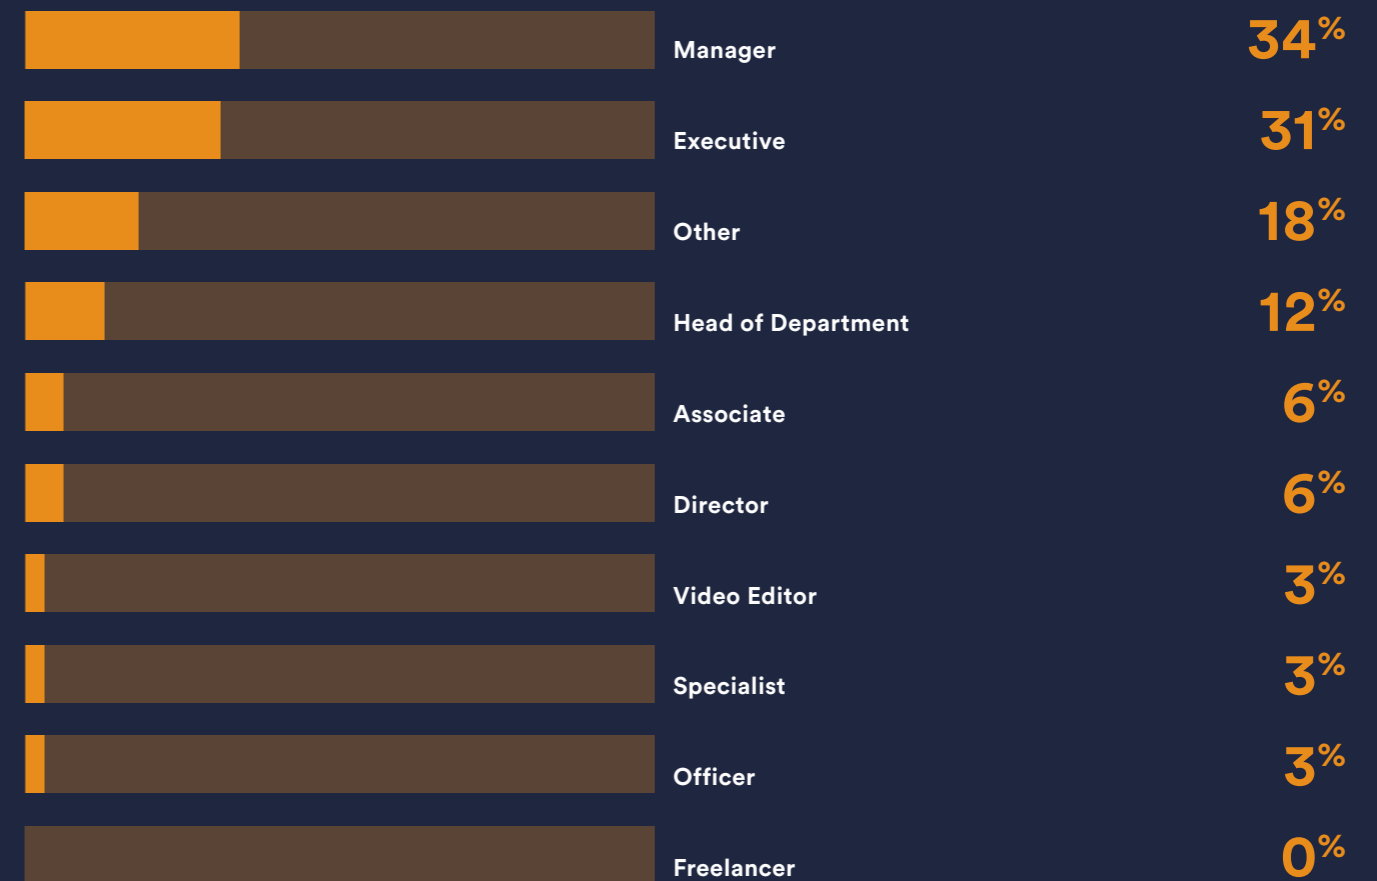 Manager 34%
Executive 31%
Other 18%
Head of Department 12%
Associate 6%
Director 6%
Video Editor 3%
Specialist 3%
Officer 3%
Freelancer 0%